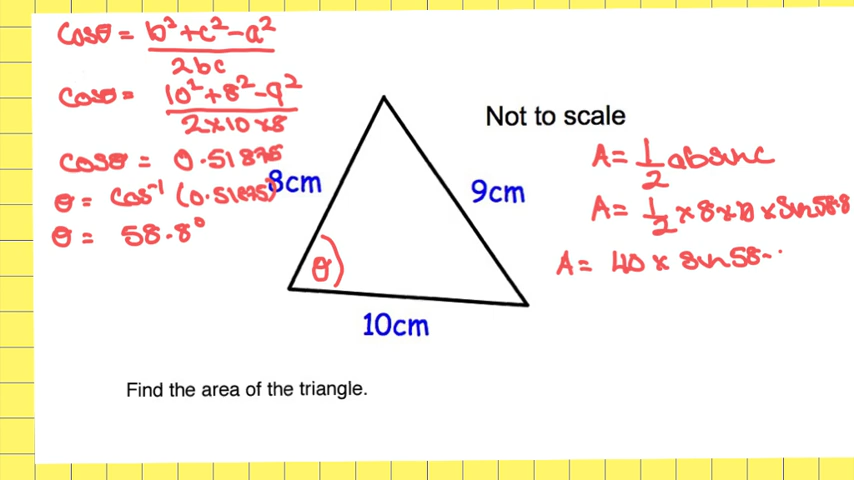 Cosθ = b²+c²-a²
2bc
cosθ = 10²+8²-9²
2×10×8
cosθ = 0.51875
θ = cos⁻¹ (0.51875)
θ = 58.8°
Not to scale
A = 1/2 absinC
A = 1/2 × 8 × 10 × sin58.8
A = 40 × sin58.
8cm
9cm
θ
10cm
Find the area of the triangle.